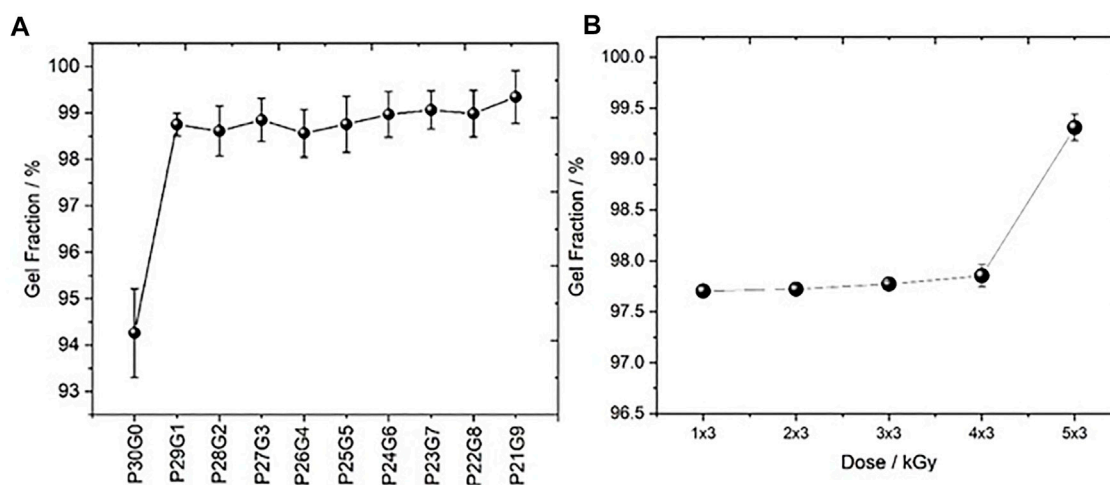 A
100
99
98
97
96
95
94
93
Gel Fraction / %
P30G0
P29G1
P28G2
P27G3
P26G4
P25G5
P24G6
P23G7
P22G8
P21G9
B
100.0
99.5
99.0
98.5
98.0
97.5
97.0
96.5
Gel Fraction / %
1x3
2x3
3x3
4x3
5x3
Dose / kGy